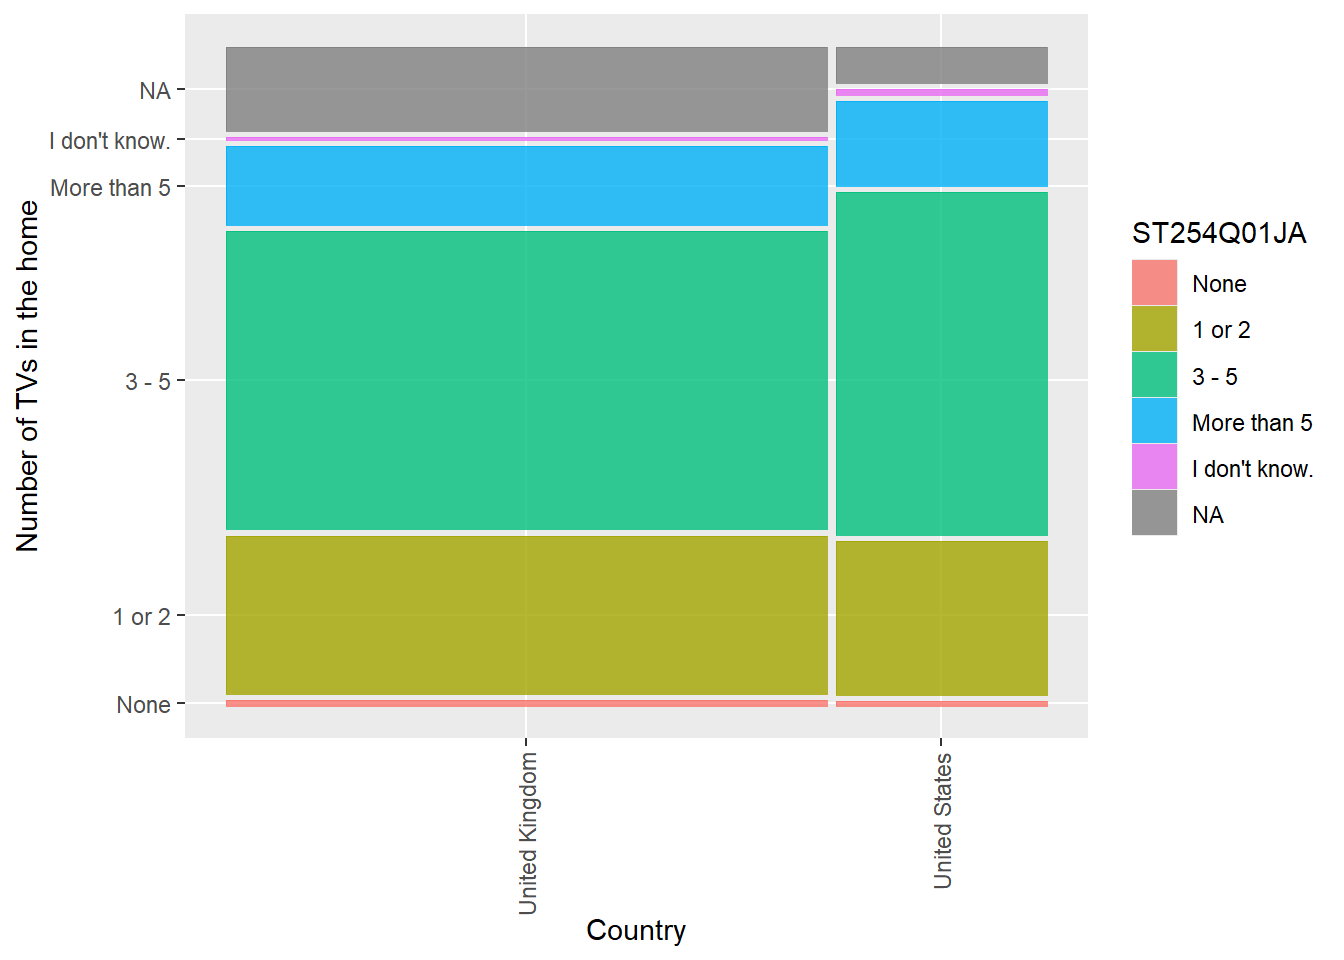 NA
I don't know.
More than 5
3 - 5
1 or 2
None
Number of TVs in the home
United Kingdom
United States
Country
ST254Q01JA
None
1 or 2
3 - 5
More than 5
I don't know.
NA